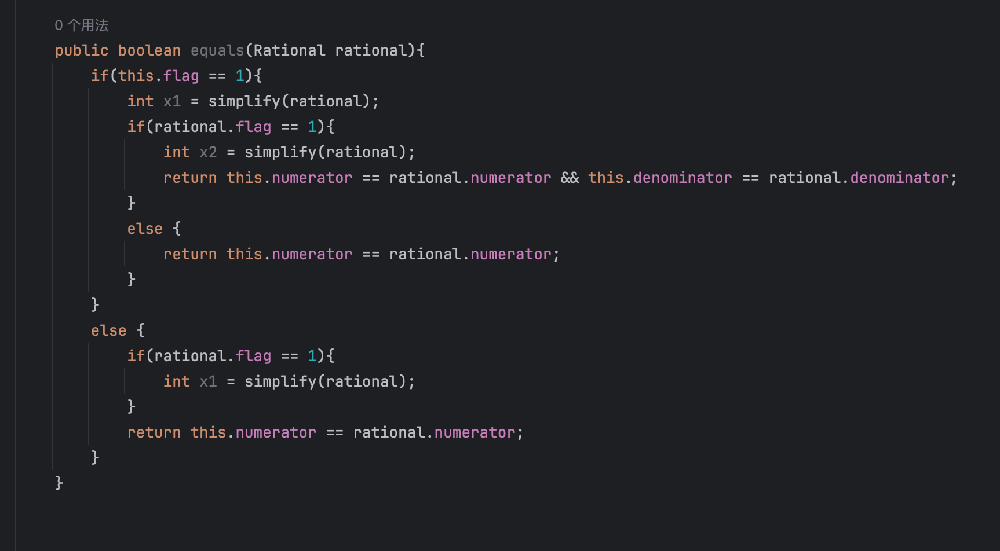 0 个用法
public boolean equals(Rational rational){
    if(this.flag == 1){
        int x1 = simplify(rational);
        if(rational.flag == 1){
            int x2 = simplify(rational);
            return this.numerator == rational.numerator && this.denominator == rational.denominator;
        }
        else {
            return this.numerator == rational.numerator;
        }
    }
    else {
        if(rational.flag == 1){
            int x1 = simplify(rational);
        }
        return this.numerator == rational.numerator;
    }
}